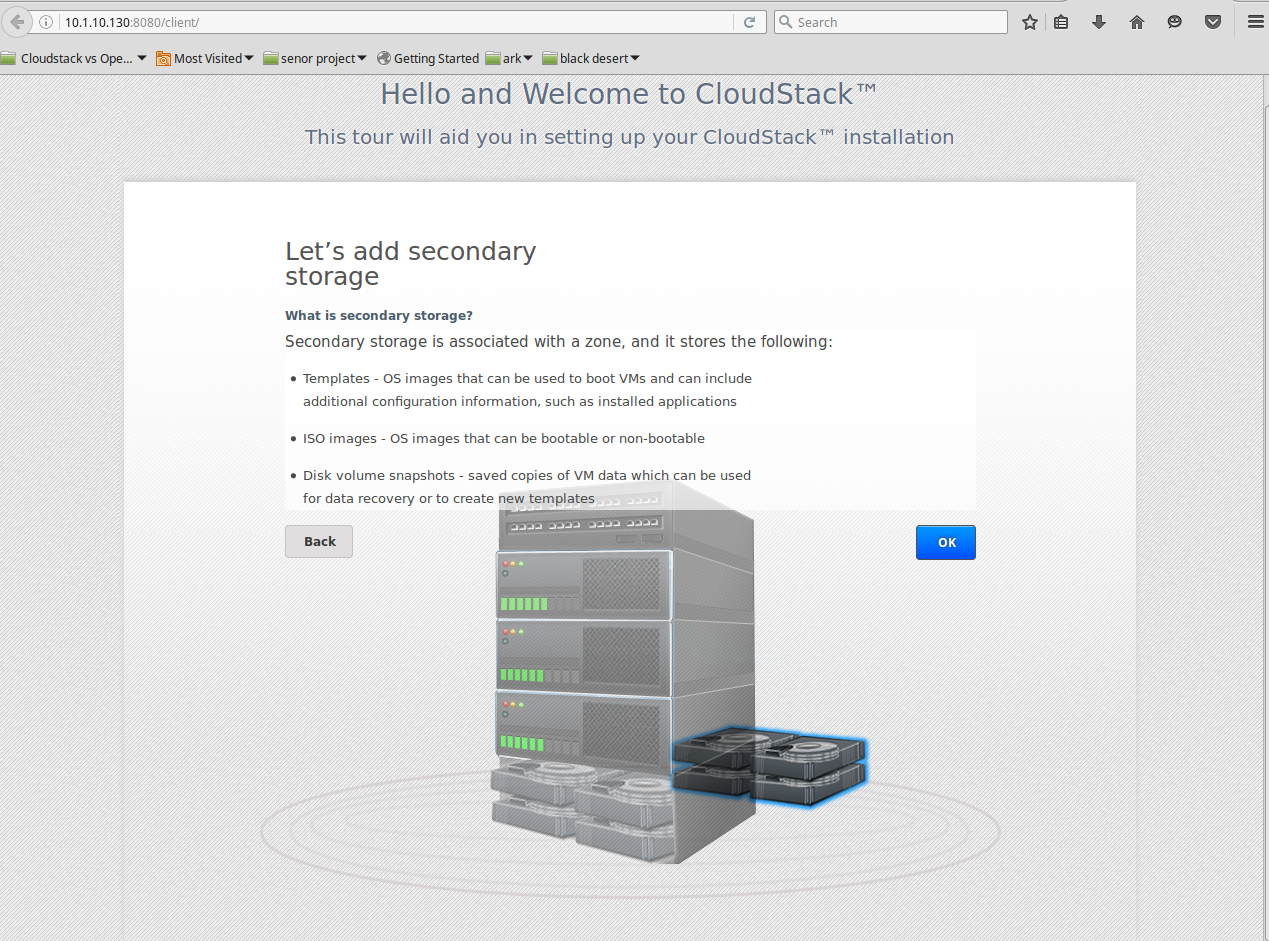 10.1.10.130:8080/client/
Search
Cloudstack vs Ope... Most Visited senor project Getting Started ark black desert
Hello and Welcome to CloudStack™
This tour will aid you in setting up your CloudStack™ installation
Let’s add secondary
storage
What is secondary storage?
Secondary storage is associated with a zone, and it stores the following:
• Templates - OS images that can be used to boot VMs and can include
additional configuration information, such as installed applications
• ISO images - OS images that can be bootable or non-bootable
• Disk volume snapshots - saved copies of VM data which can be used
for data recovery or to create new templates
Back
OK